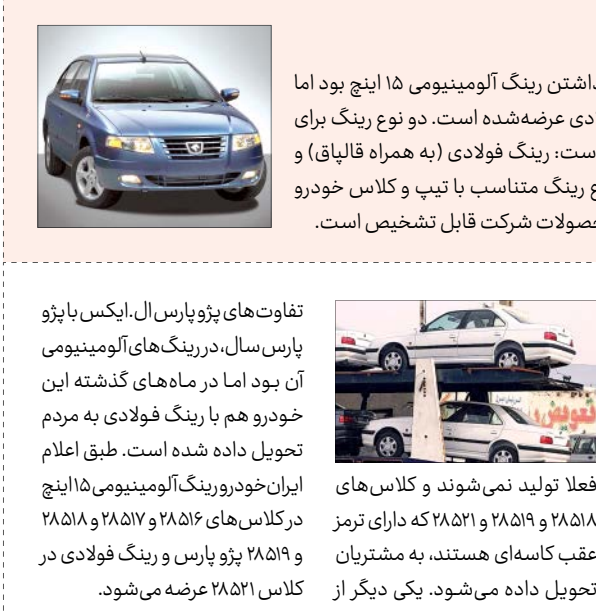 داشتن رینگ آلومینیومی ۱۵ اینچ بود اما
دی عرضه‌شده است. دو نوع رینگ برای
ست: رینگ فولادی (به همراه قالپاق) و
ع رینگ متناسب با تیپ و کلاس خودرو
حصولات شرکت قابل تشخیص است.
تعویض
فعلا تولید نمی‌شوند و کلاس‌های
۲۸۵۱۸ و ۲۸۵۱۹ و ۲۸۵۲۱ که دارای ترمز
عقب کاسه‌ای هستند، به مشتریان
تحویل داده می‌شود. یکی دیگر از
تفاوت‌های پژو پارس ال.ایکس با پژو
پارس سال، در رینگ‌های آلومینیومی
آن بود اما در ماه‌های گذشته این
خودرو هم با رینگ فولادی به مردم
تحویل داده شده است. طبق اعلام
ایران‌خودرو رینگ آلومینیومی ۱۵ اینچ
در کلاس‌های ۲۸۵۱۶ و ۲۸۵۱۷ و ۲۸۵۱۸
و ۲۸۵۱۹ پژو پارس و رینگ فولادی در
کلاس ۲۸۵۲۱ عرضه می‌شود.